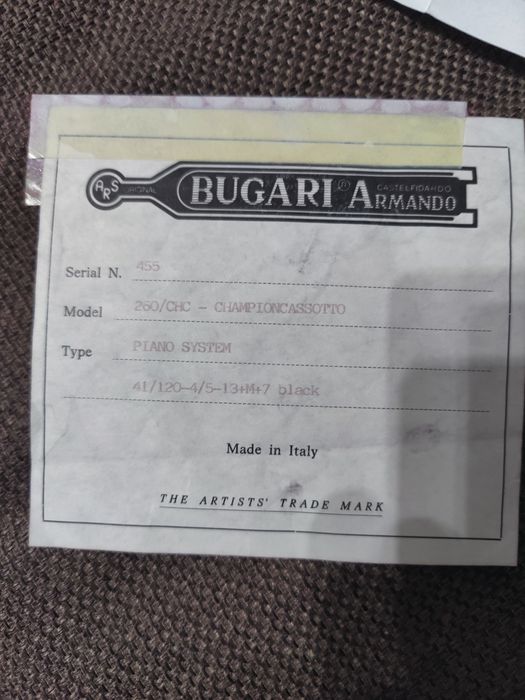 ARS ORIGINAL BUGARI® ARMANDO CASTELFIDARDO
Serial N. 455
Model 260/CHC - CHAMPIONCASSOTTO
Type PIANO SYSTEM
41/120-4/5-13+M+7 black
Made in Italy
THE ARTISTS' TRADE MARK